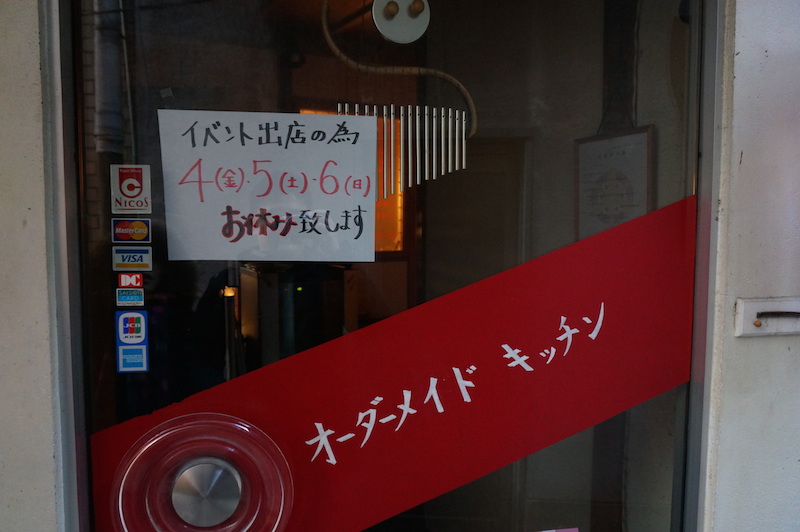 イベント出店の為
4(金)・5(土)・6(日)
お休み致します
NICOS
MasterCard
VISA
DC
JCB
オーダーメイド キッチン